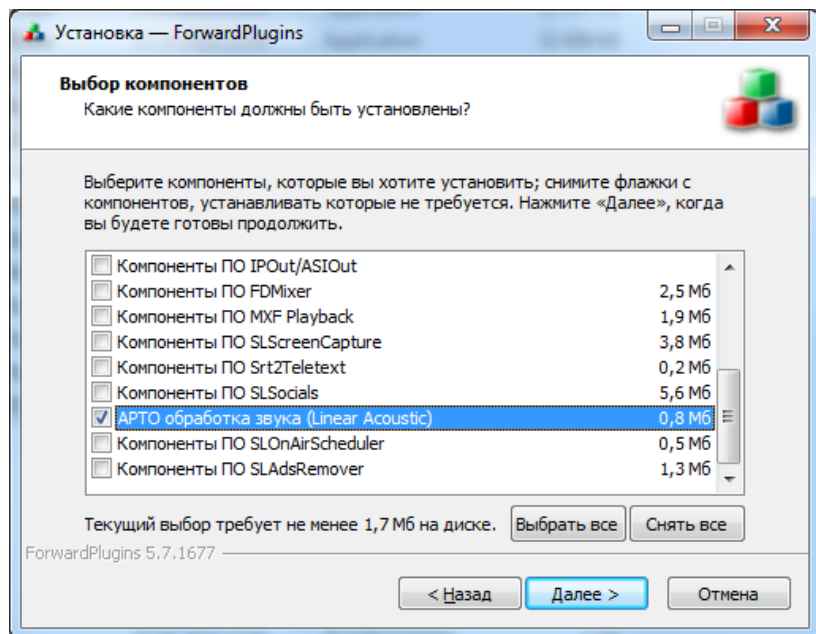 Установка — ForwardPlugins
Выбор компонентов
Какие компоненты должны быть установлены?
Выберите компоненты, которые вы хотите установить; снимите флажки с
компонентов, устанавливать которые не требуется. Нажмите «Далее», когда
вы будете готовы продолжить.
Компоненты ПО IPOut/ASIOut
Компоненты ПО FDMixer 2,5 Мб
Компоненты ПО MXF Playback 1,9 Мб
Компоненты ПО SLScreenCapture 3,8 Мб
Компоненты ПО Srt2Teletext 0,2 Мб
Компоненты ПО SLSocials 5,6 Мб
АРТО обработка звука (Linear Acoustic) 0,8 Мб
Компоненты ПО SLOnAirScheduler 0,5 Мб
Компоненты ПО SLAdsRemover 1,3 Мб
Текущий выбор требует не менее 1,7 Мб на диске. Выбрать все Снять все
ForwardPlugins 5.7.1677
< Назад Далее > Отмена